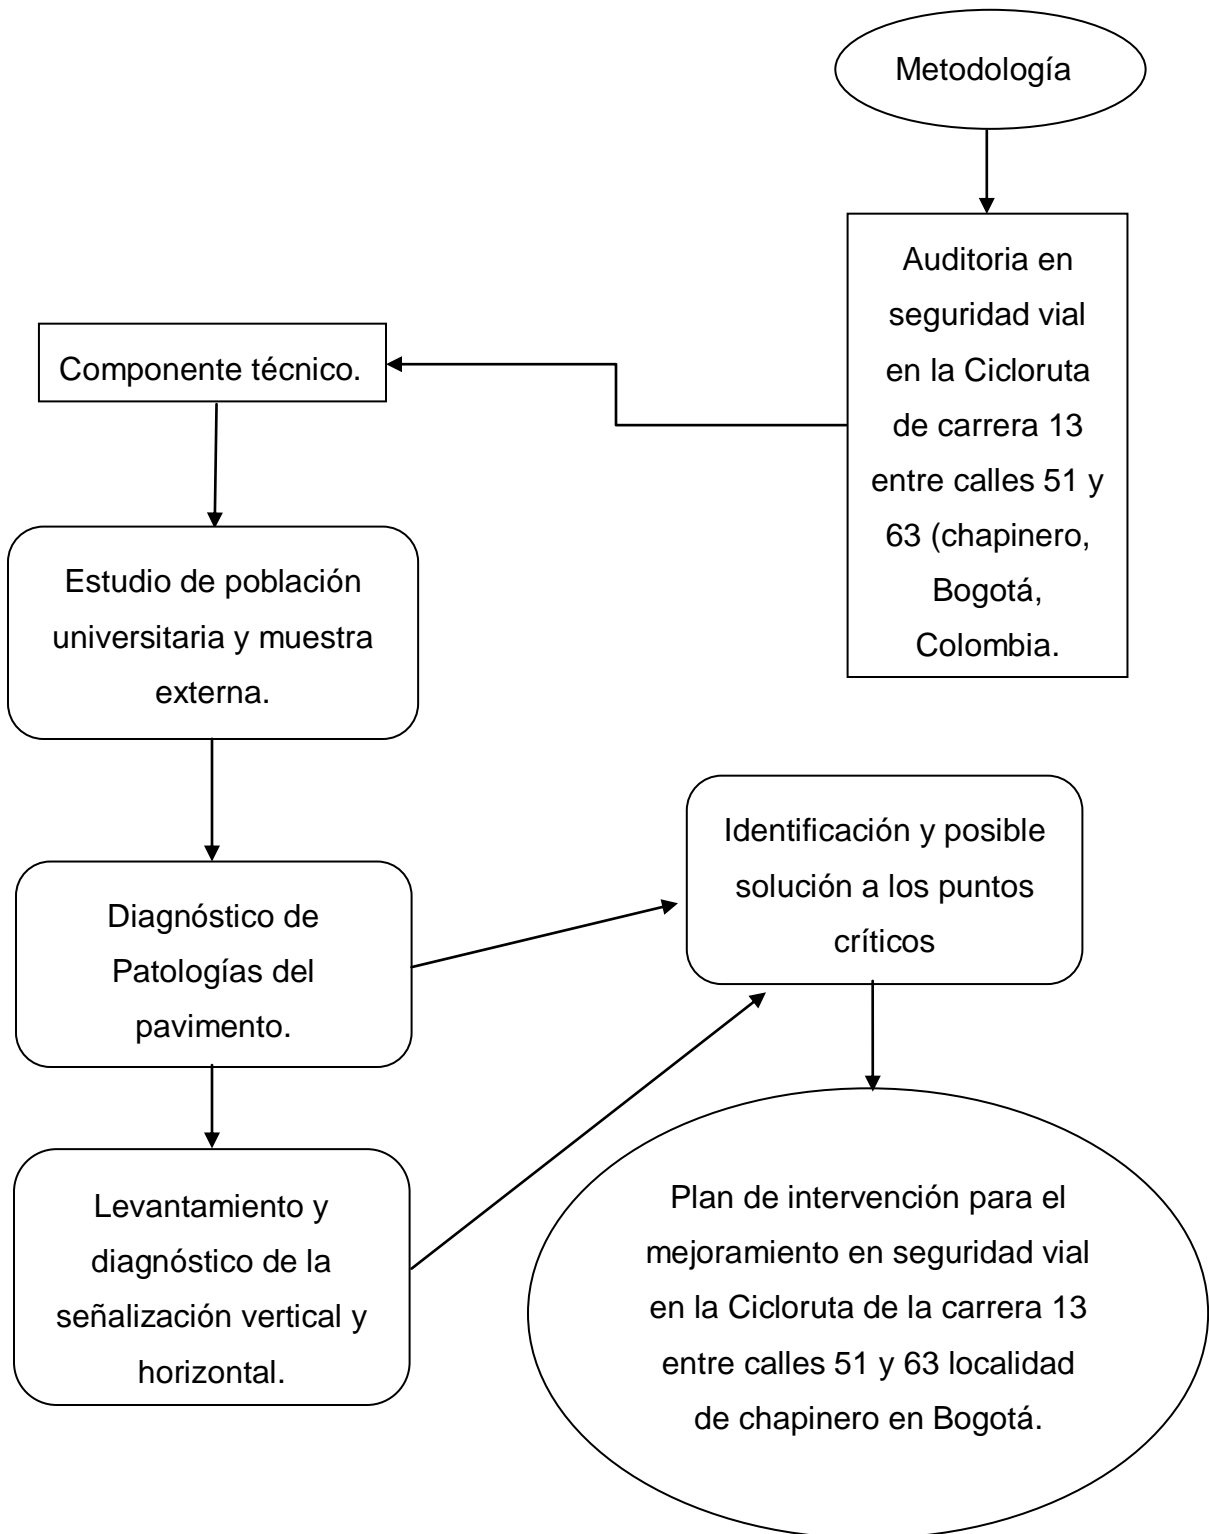 Metodología
Auditoria en
seguridad vial
en la Cicloruta
de carrera 13
entre calles 51 y
63 (chapinero,
Bogotá,
Colombia.
Componente técnico.
Estudio de población
universitaria y muestra
externa.
Diagnóstico de
Patologías del
pavimento.
Levantamiento y
diagnóstico de la
señalización vertical y
horizontal.
Identificación y posible
solución a los puntos
críticos
Plan de intervención para el
mejoramiento en seguridad vial
en la Cicloruta de la carrera 13
entre calles 51 y 63 localidad
de chapinero en Bogotá.